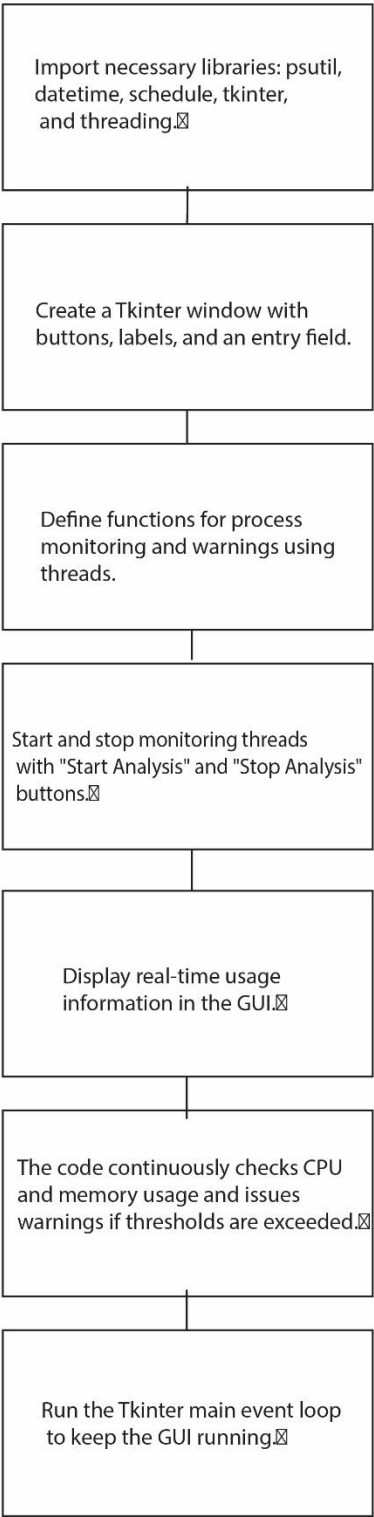 Import necessary libraries: psutil,
datetime, schedule, tkinter,
and threading.
Create a Tkinter window with
buttons, labels, and an entry field.
Define functions for process
monitoring and warnings using
threads.
Start and stop monitoring threads
with "Start Analysis" and "Stop Analysis"
buttons.
Display real-time usage
information in the GUI.
The code continuously checks CPU
and memory usage and issues
warnings if thresholds are exceeded.
Run the Tkinter main event loop
to keep the GUI running.